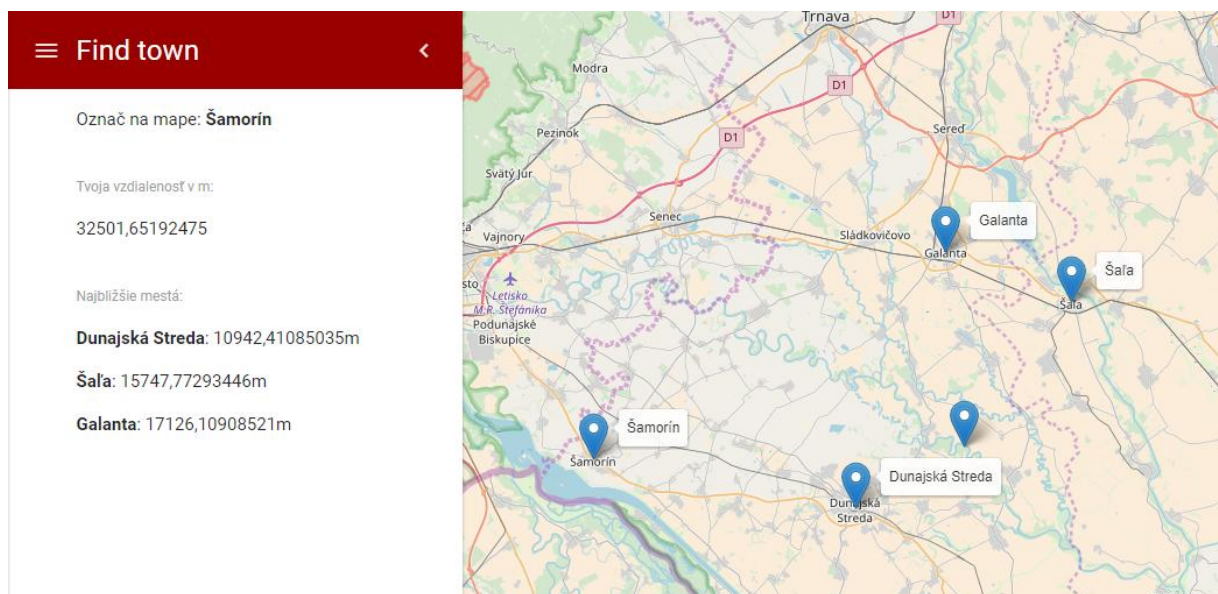 Find town
Označ na mape: Šamorín
Tvoja vzdialenosť v m:
32501,65192475
Najbližšie mestá:
Dunajská Streda: 10942,41085035m
Šaľa: 15747,77293446m
Galanta: 17126,10908521m
Trnava
D1
Modra
D1
Pezinok
D1
Sereď
Svätý Jur
Senec
Galanta
Sládkovičovo
Vajnory
Galanta
Šaľa
Letisko
M.R. Štefánika
Šaľa
Podunajské
Biskupice
Šamorín
Šamorín
Dunajská Streda
Dunajská
Streda